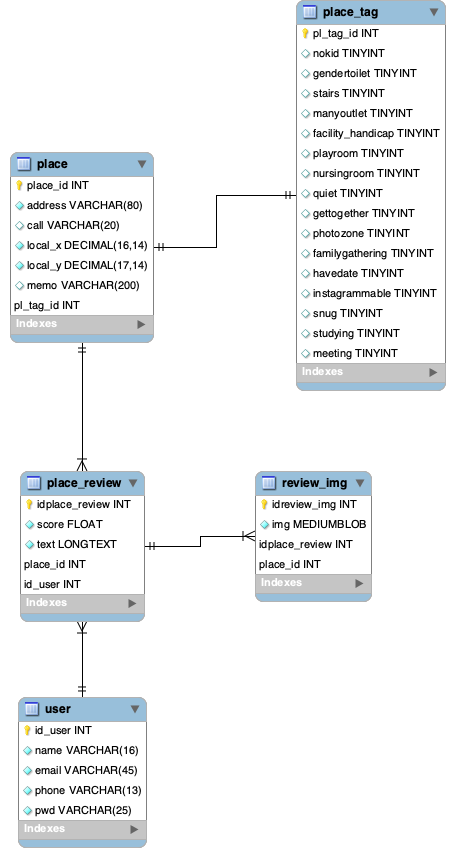 place_tag
pl_tag_id INT
nokid TINYINT
gendertoilet TINYINT
stairs TINYINT
manyoutlet TINYINT
facility_handicap TINYINT
playroom TINYINT
nursingroom TINYINT
quiet TINYINT
gettogether TINYINT
photozone TINYINT
familygathering TINYINT
havedate TINYINT
instagrammable TINYINT
snug TINYINT
studying TINYINT
meeting TINYINT
Indexes
place
place_id INT
address VARCHAR(80)
call VARCHAR(20)
local_x DECIMAL(16,14)
local_y DECIMAL(17,14)
memo VARCHAR(200)
pl_tag_id INT
Indexes
place_review
idplace_review INT
score FLOAT
text LONGTEXT
place_id INT
id_user INT
Indexes
review_img
idreview_img INT
img MEDIUMBLOB
idplace_review INT
place_id INT
Indexes
user
id_user INT
name VARCHAR(16)
email VARCHAR(45)
phone VARCHAR(13)
pwd VARCHAR(25)
Indexes